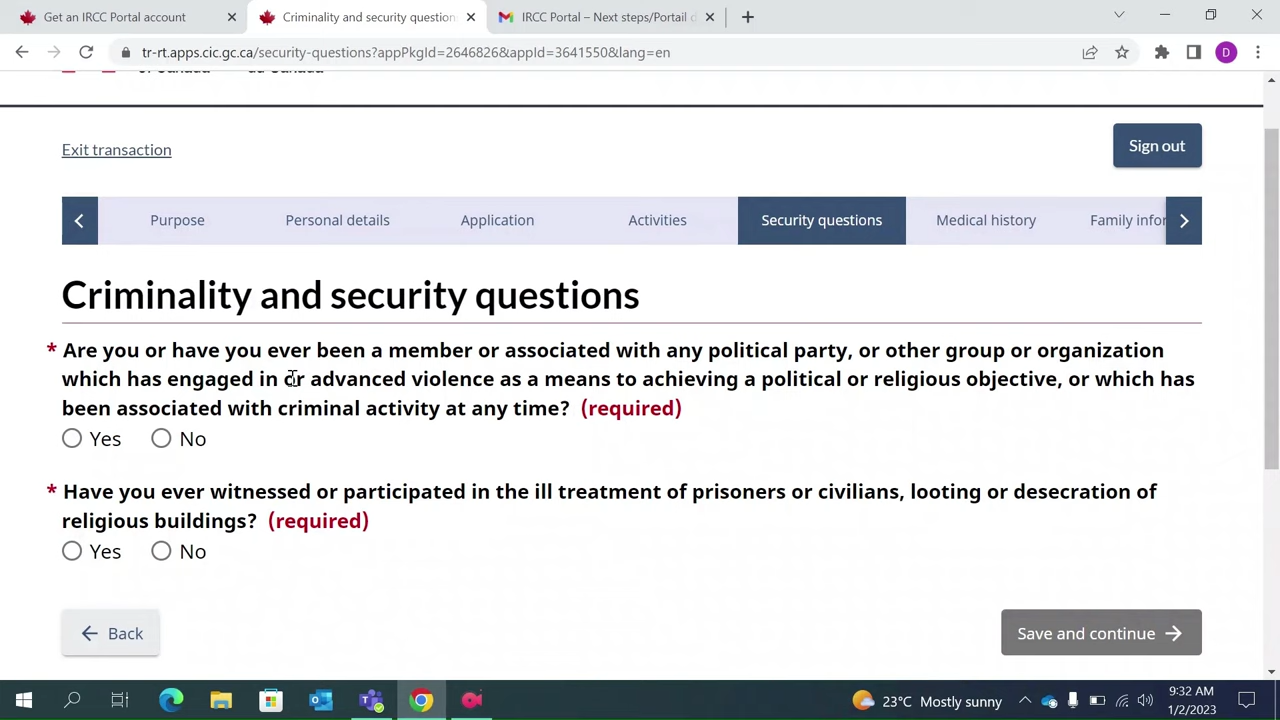 Get an IRCC Portal account
Criminality and security question
IRCC Portal – Next steps/Portail d
tr-rt.apps.cic.gc.ca/security-questions?appPkgId=2646826&appId=3641550&lang=en
D
Exit transaction
Sign out
Purpose
Personal details
Application
Activities
Security questions
Medical history
Family infor
Criminality and security questions
* Are you or have you ever been a member or associated with any political party, or other group or organization
which has engaged in or advanced violence as a means to achieving a political or religious objective, or which has
been associated with criminal activity at any time? (required)
Yes
No
* Have you ever witnessed or participated in the ill treatment of prisoners or civilians, looting or desecration of
religious buildings? (required)
Yes
No
Back
Save and continue
23°C Mostly sunny
9:32 AM
1/2/2023